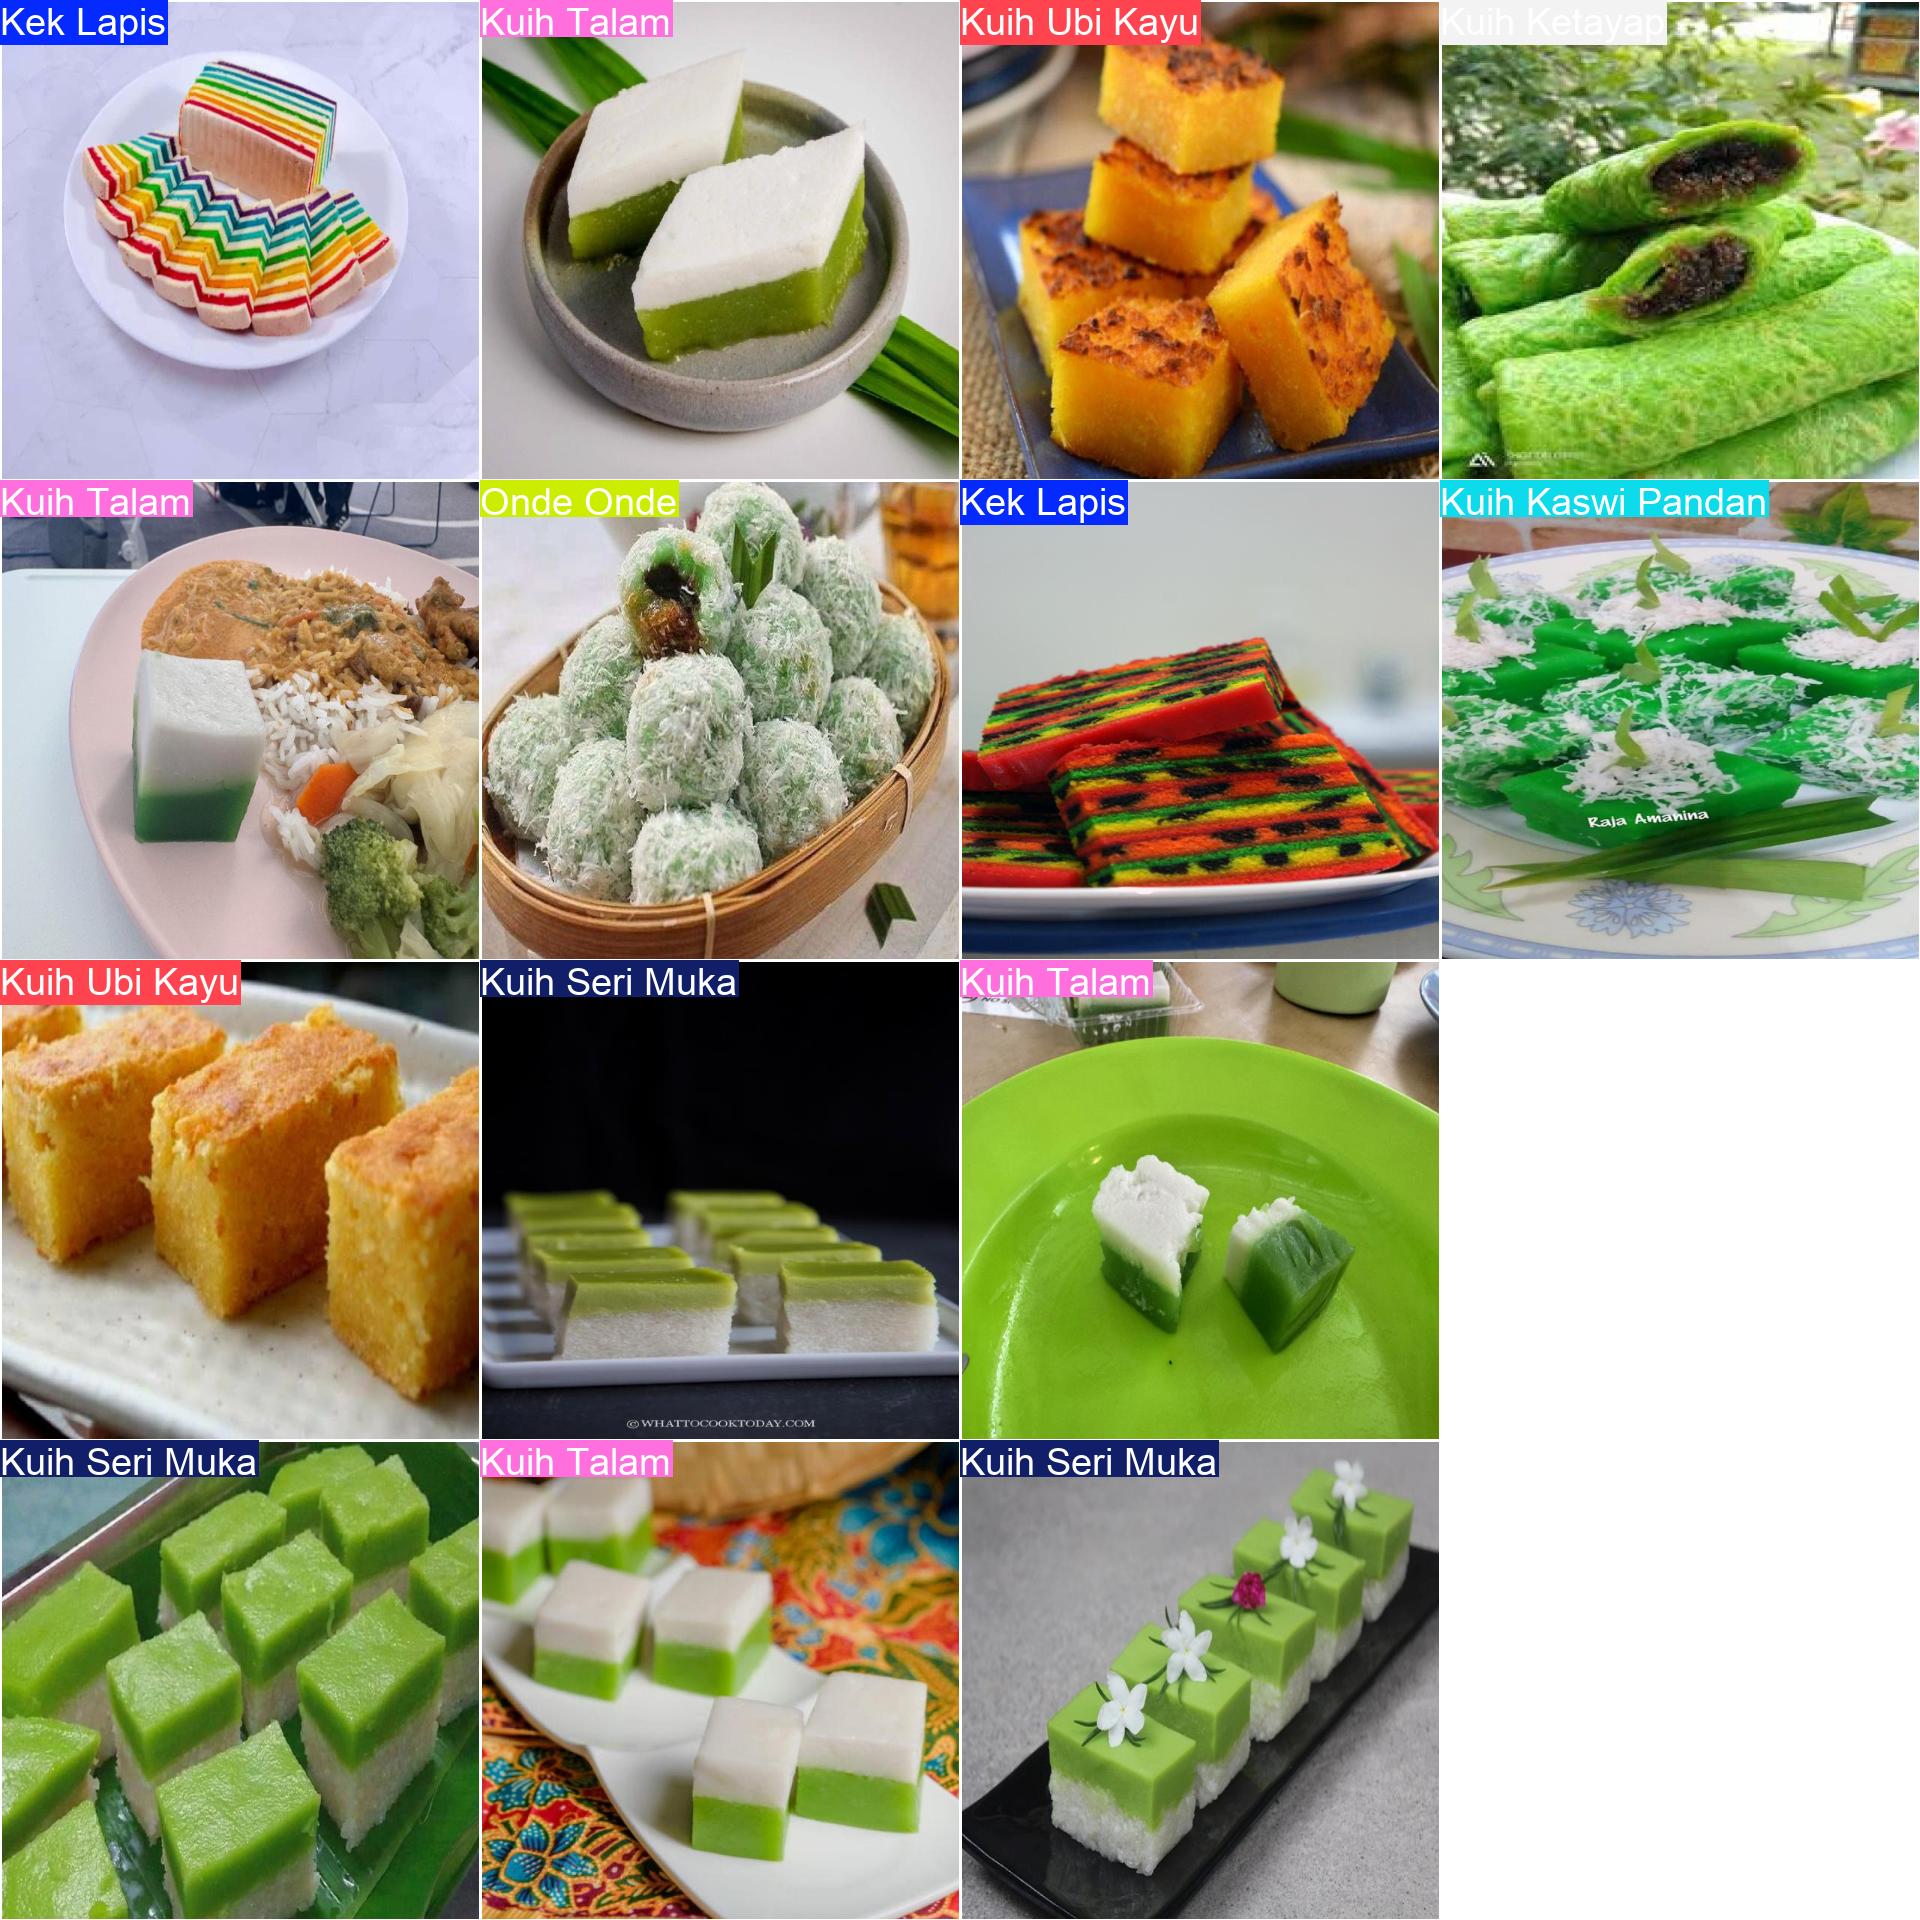 Kek Lapis
Kuih Talam
Kuih Ubi Kayu
Kuih Ketayap
Kuih Talam
Onde Onde
Kek Lapis
Kuih Kaswi Pandan
Raja Amanina
Kuih Ubi Kayu
Kuih Seri Muka
Kuih Talam
© WHATTOCOOKTODAY.COM
Kuih Seri Muka
Kuih Talam
Kuih Seri Muka